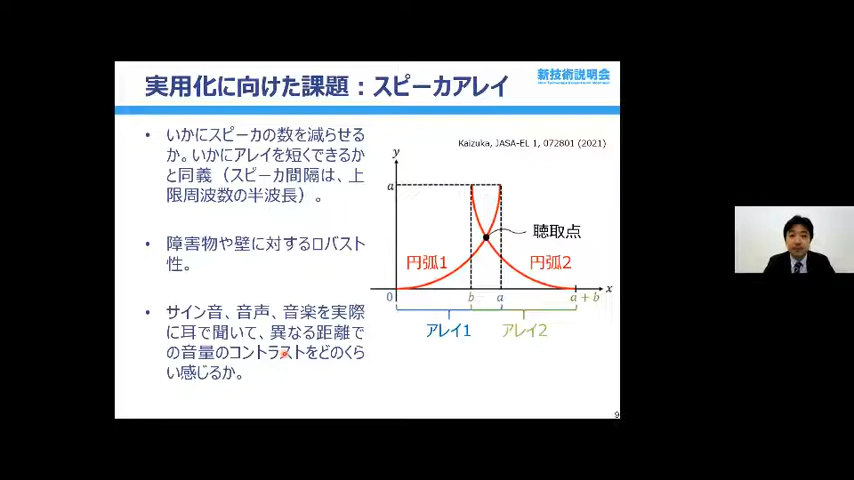 実用化に向けた課題：スピーカアレイ
新技術説明会
• いかにスピーカの数を減らせる
か。いかにアレイを短くできるか
と同義（スピーカ間隔は、上
限周波数の半波長）。
• 障害物や壁に対するロバスト
性。
• サイン音、音声、音楽を実際
に耳で聞いて、異なる距離で
の音量のコントラストをどのくら
い感じるか。
Kaizuka, JASA-EL 1, 072801 (2021)
y
a
聴取点
円弧1 円弧2
0 b a a + b x
アレイ1 アレイ2
9